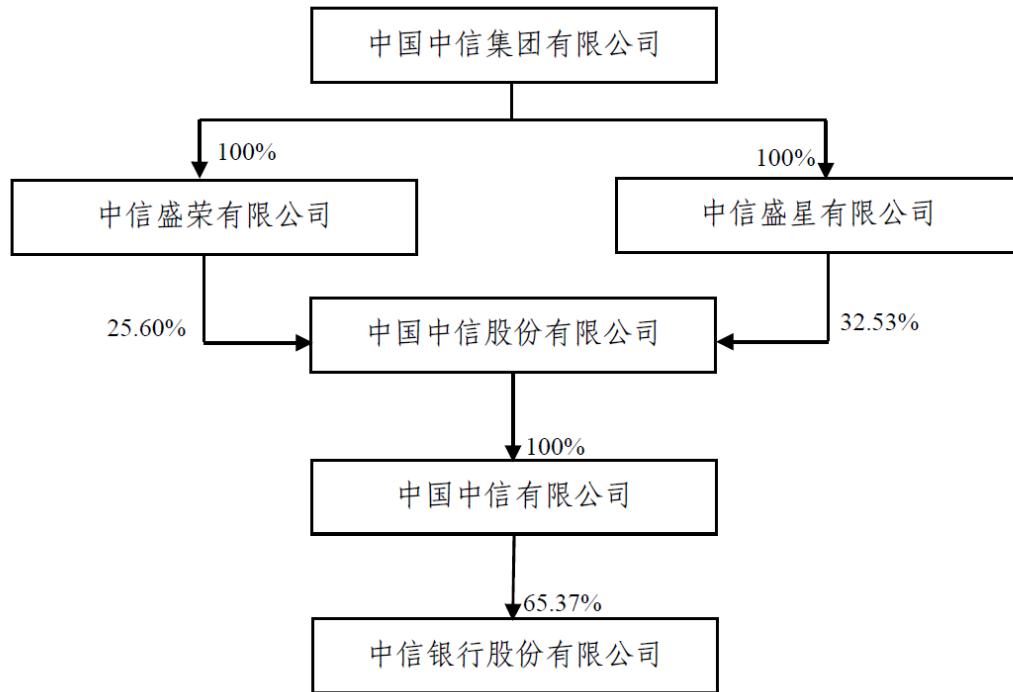 中国中信集团有限公司
100%
100%
中信盛荣有限公司
中信盛星有限公司
25.60%
中国中信股份有限公司
32.53%
100%
中国中信有限公司
65.37%
中信银行股份有限公司